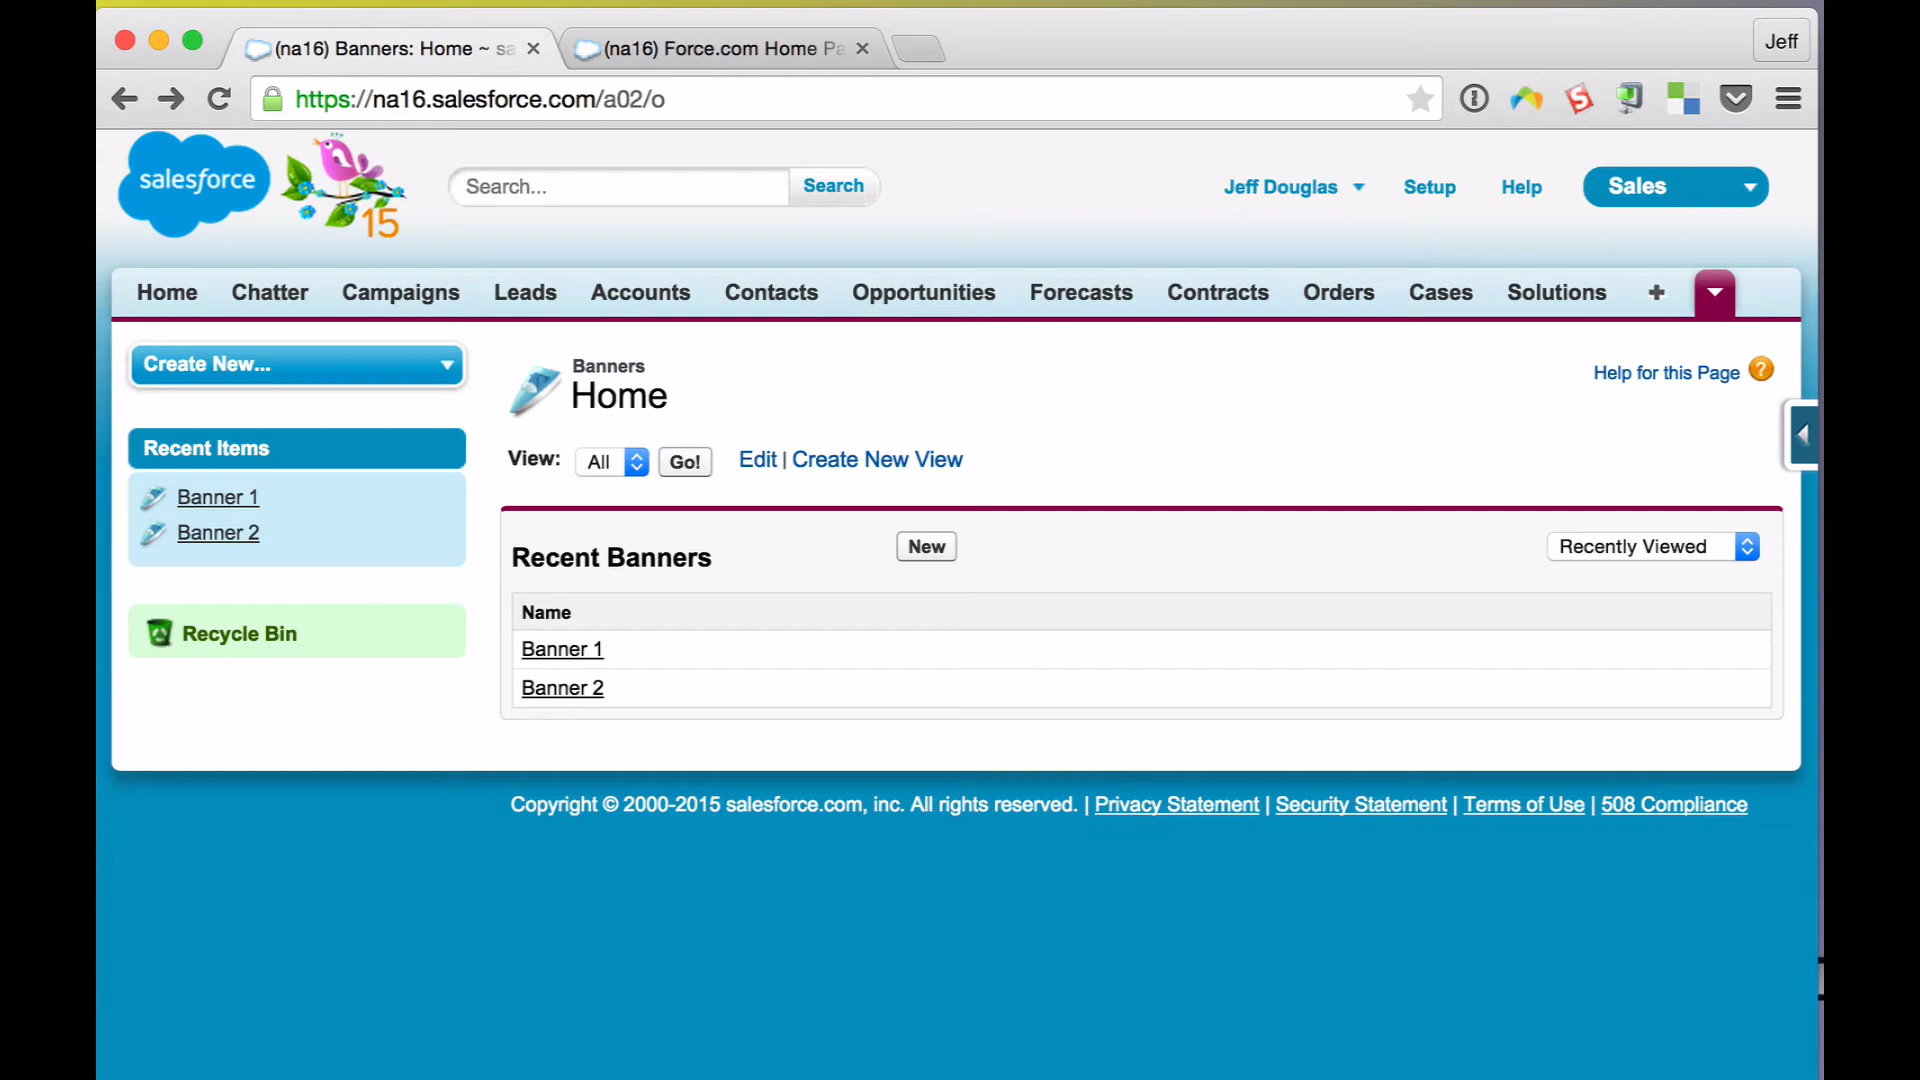 (na16) Banners: Home ~ sa
(na16) Force.com Home Pa
Jeff
https://na16.salesforce.com/a02/o
salesforce
15
Search...
Search
Jeff Douglas
Setup
Help
Sales
Home
Chatter
Campaigns
Leads
Accounts
Contacts
Opportunities
Forecasts
Contracts
Orders
Cases
Solutions
+
Create New...
Recent Items
Banner 1
Banner 2
Recycle Bin
Banners
Home
Help for this Page ?
View: All Go! Edit | Create New View
Recent Banners
New
Recently Viewed
Name
Banner 1
Banner 2
Copyright © 2000-2015 salesforce.com, inc. All rights reserved. | Privacy Statement | Security Statement | Terms of Use | 508 Compliance